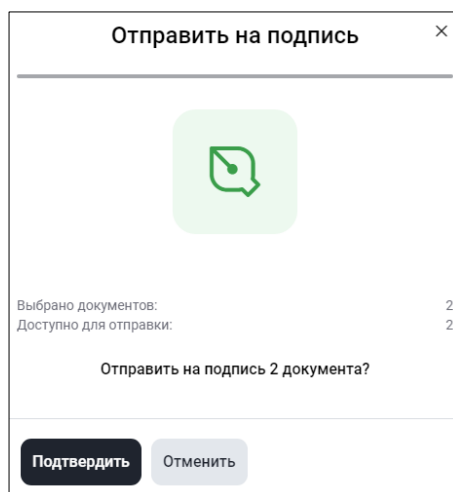 Отправить на подпись
Выбрано документов: 2
Доступно для отправки: 2
Отправить на подпись 2 документа?
Подтвердить Отменить